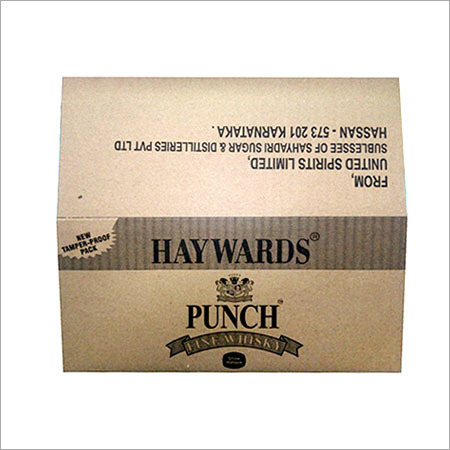 FROM,
UNITED SPIRITS LIMITED,
SUBLESSEE OF SAHYADRI SUGAR & DISTILLERIES PVT LTD
HASSAN - 573 201 KARNATAKA.
NEW
TAMPER-PROOF
PACK
HAYWARDS®
PUNCH™
FINE WHISKY